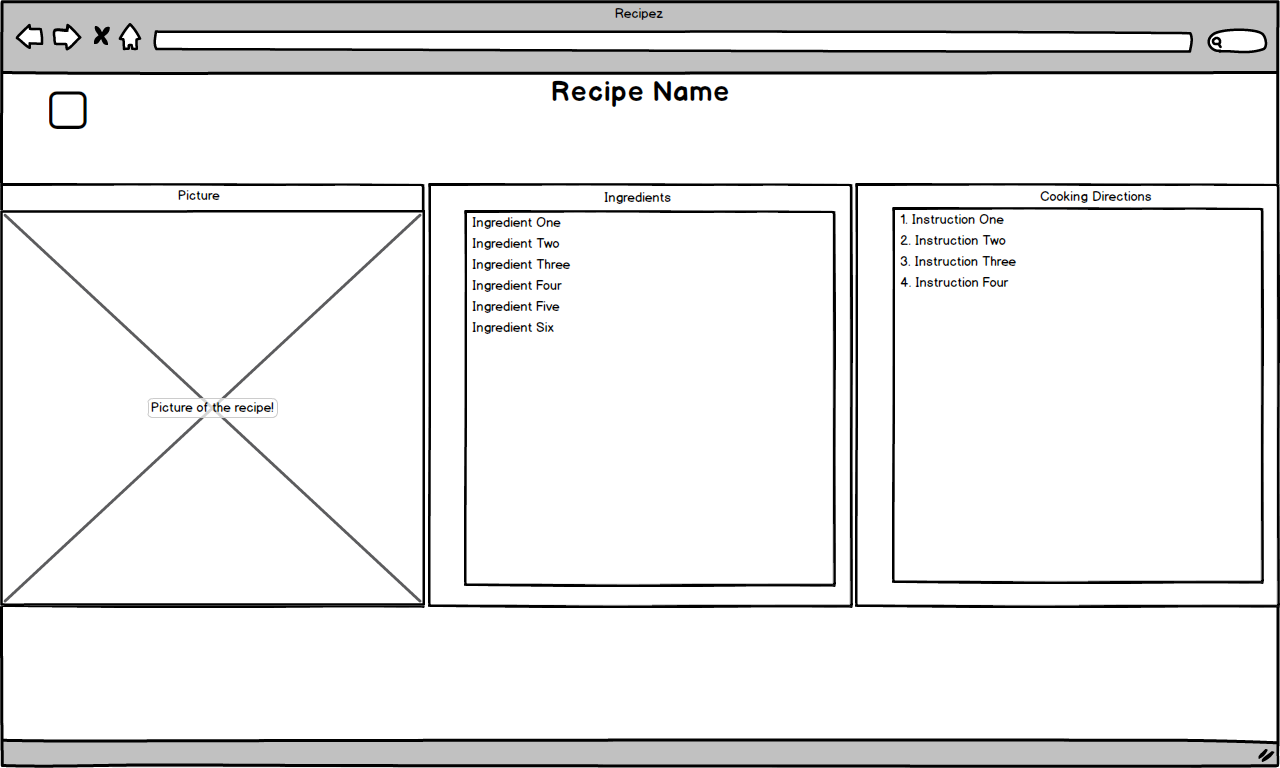 Recipez
Recipe Name
Picture
Picture of the recipe!
Ingredients
Ingredient One
Ingredient Two
Ingredient Three
Ingredient Four
Ingredient Five
Ingredient Six
Cooking Directions
1. Instruction One
2. Instruction Two
3. Instruction Three
4. Instruction Four